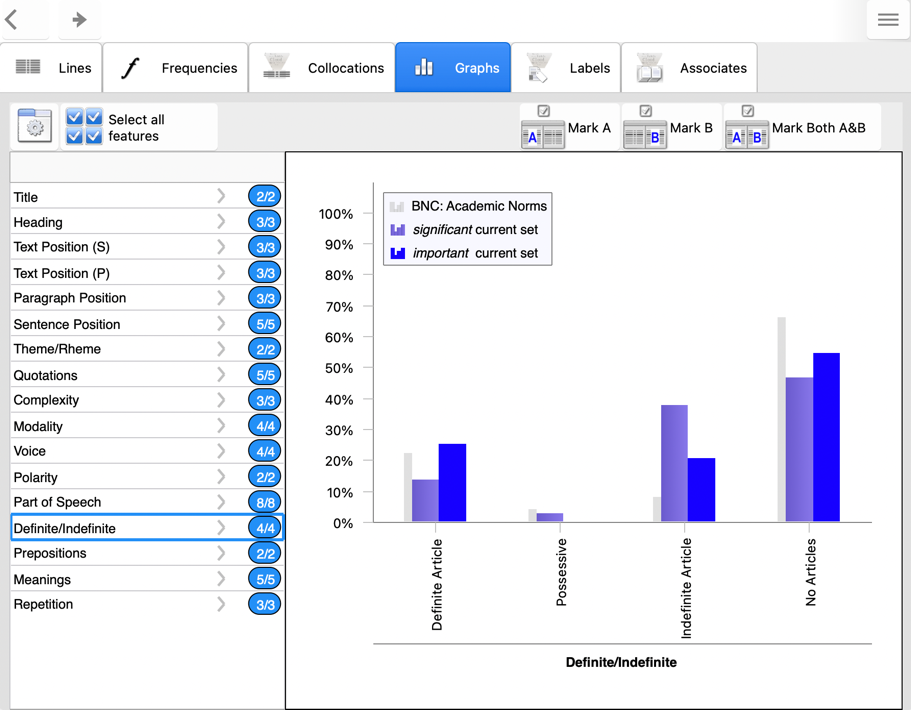 Lines
f
Frequencies
Collocations
Graphs
Labels
Associates
Select all
features
A
Mark A
B
Mark B
A B
Mark Both A&B
Title 2/2
Heading 3/3
Text Position (S) 3/3
Text Position (P) 3/3
Paragraph Position 3/3
Sentence Position 5/5
Theme/Rheme 2/2
Quotations 5/5
Complexity 3/3
Modality 4/4
Voice 4/4
Polarity 2/2
Part of Speech 8/8
Definite/Indefinite 4/4
Prepositions 2/2
Meanings 5/5
Repetition 3/3
BNC: Academic Norms
significant current set
important current set
100%
90%
80%
70%
60%
50%
40%
30%
20%
10%
0%
Definite Article
Possessive
Indefinite Article
No Articles
Definite/Indefinite